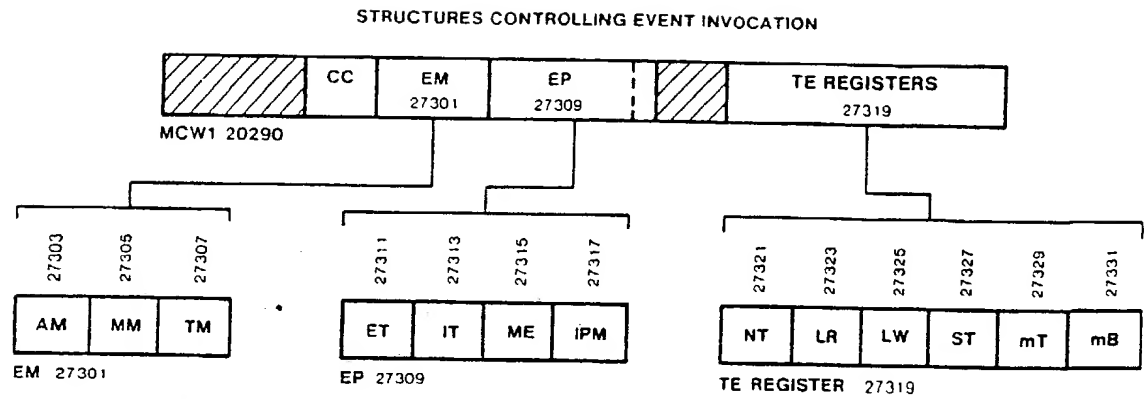 STRUCTURES CONTROLLING EVENT INVOCATION
CC EM EP TE REGISTERS
27301 27309 27319
MCW1 20290
27303 27305 27307
AM MM TM
EM 27301
27311 27313 27315 27317
ET IT ME IPM
EP 27309
27321 27323 27325 27327 27329 27331
NT LR LW ST mT mB
TE REGISTER 27319